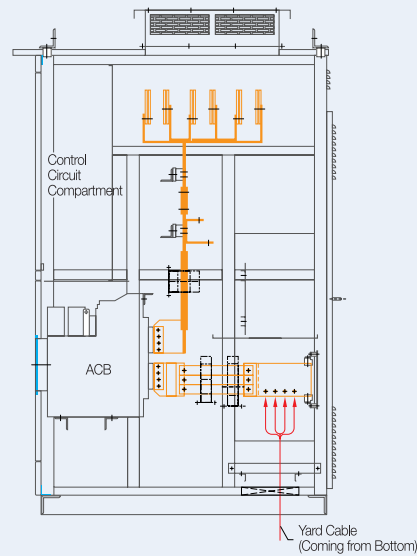 Control
Circuit
Compartment
ACB
Yard Cable
(Coming from Bottom)